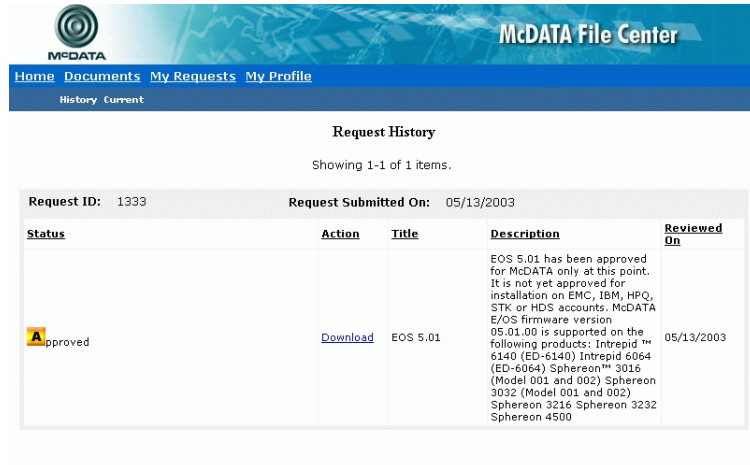 McDATA
McDATA File Center
Home Documents My Requests My Profile
History Current
Request History
Showing 1-1 of 1 items.
Request ID: 1333 Request Submitted On: 05/13/2003
Status Action Title Description Reviewed
On
EOS 5.01 has been approved
for McDATA only at this point.
It is not yet approved for
installation on EMC, IBM, HPQ,
STK or HDS accounts. McDATA
E/OS firmware version
05.01.00 is supported on the
Approved Download EOS 5.01 following products: Intrepid ™ 05/13/2003
6140 (ED-6140) Intrepid 6064
(ED-6064) Sphereon™ 3016
(Model 001 and 002) Sphereon
3032 (Model 001 and 002)
Sphereon 3216 Sphereon 3232
Sphereon 4500